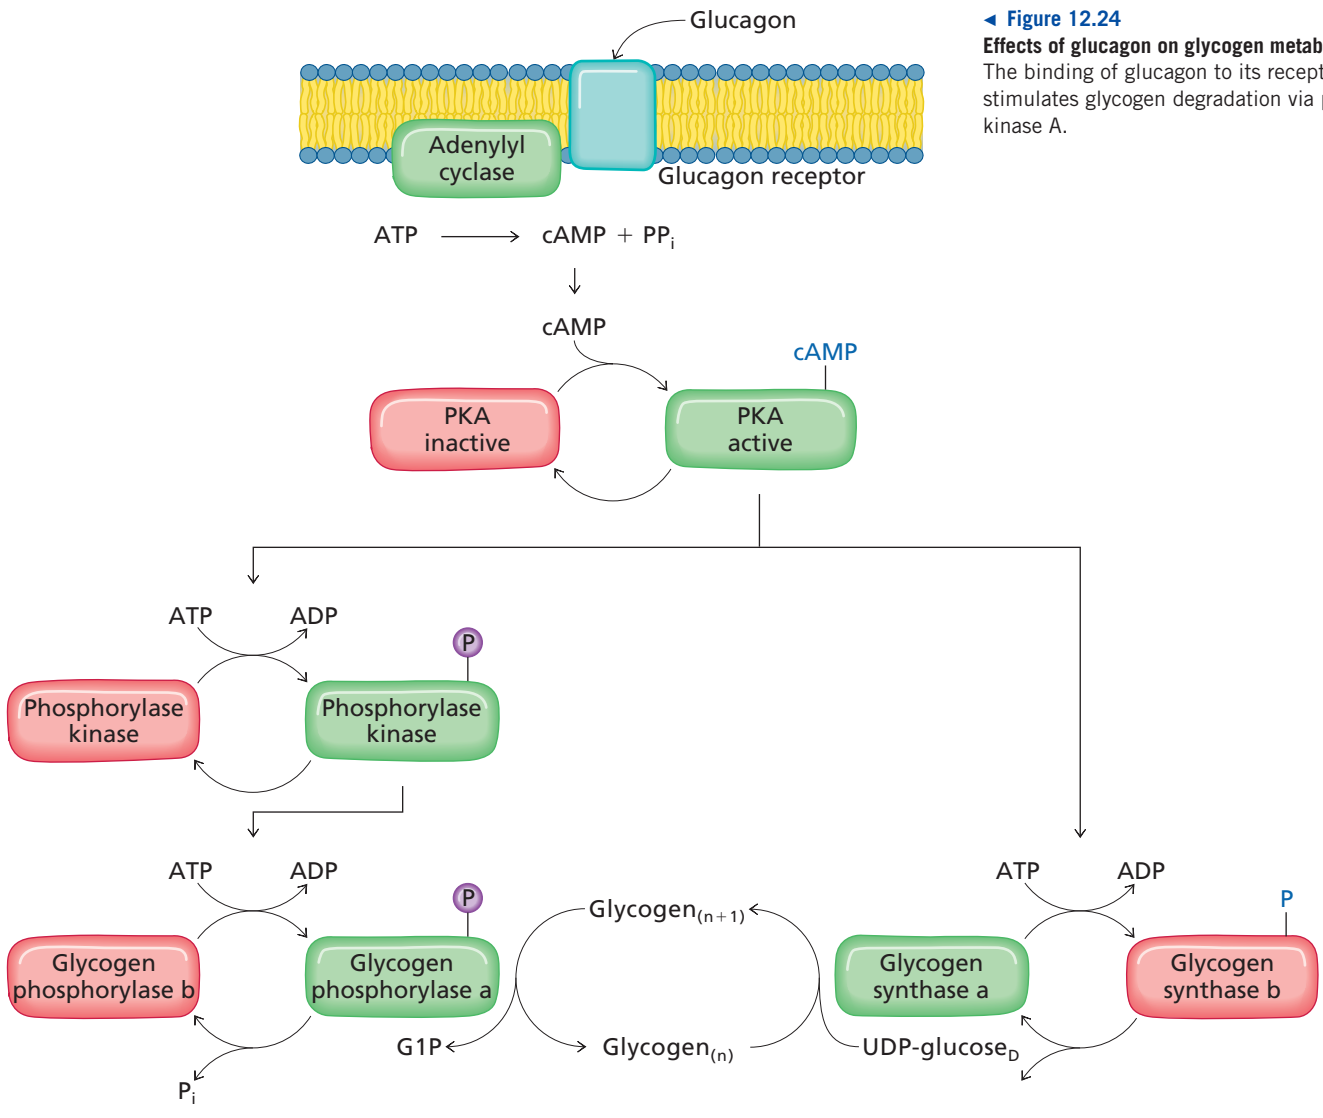 Glucagon
◄ Figure 12.24
Effects of glucagon on glycogen metab
The binding of glucagon to its recept
stimulates glycogen degradation via
kinase A.
Adenylyl
cyclase
Glucagon receptor
ATP cAMP + PPi
cAMP
cAMP
PKA
inactive
PKA
active
ATP ADP
P
Phosphorylase
kinase
Phosphorylase
kinase
ATP ADP
P
Glycogen
phosphorylase b
Glycogen
phosphorylase a
Pi
G1P
Glycogen(n+1)
Glycogen(n)
UDP-glucoseD
ATP ADP
P
Glycogen
synthase a
Glycogen
synthase b